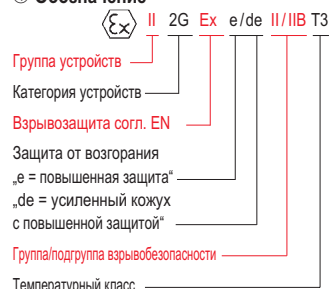 Обозначение
Ex II 2G Ex e/de II/IIB T3
Группа устройств
Категория устройств
Взрывозащита согл. EN
Защита от возгорания
„e = повышенная защита“
„de = усиленный кожух
с повышенной защитой“
Группа/подгруппа взрывобезопасности
Температурный класс